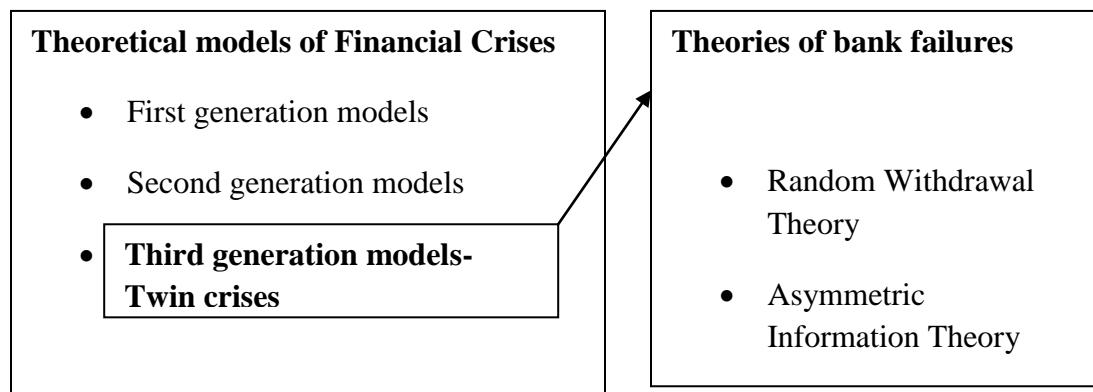 Theoretical models of Financial Crises
• First generation models
• Second generation models
• Third generation models-
Twin crises
Theories of bank failures
• Random Withdrawal
Theory
• Asymmetric
Information Theory